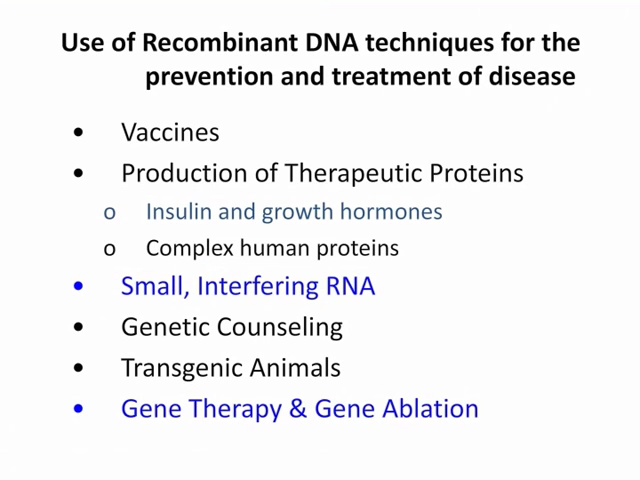 Use of Recombinant DNA techniques for the
prevention and treatment of disease
• Vaccines
• Production of Therapeutic Proteins
o Insulin and growth hormones
o Complex human proteins
• Small, Interfering RNA
• Genetic Counseling
• Transgenic Animals
• Gene Therapy & Gene Ablation